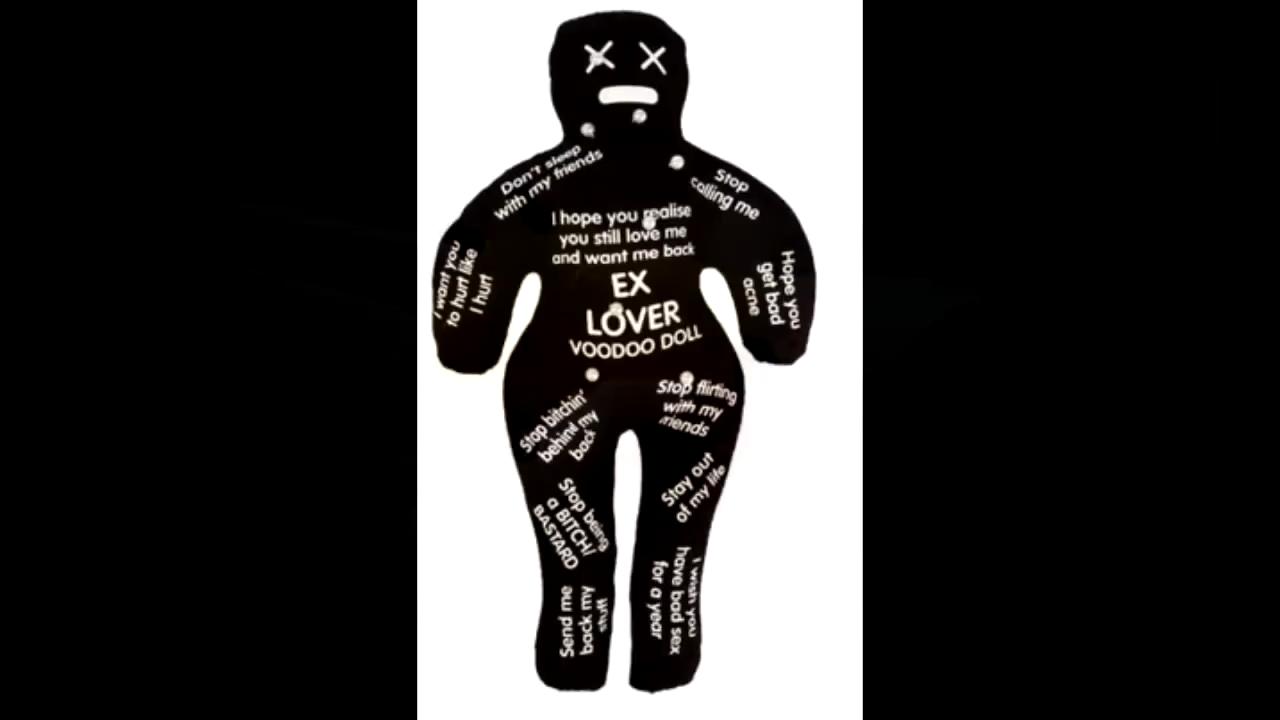 Don't sleep
with my friends
Stop
calling me
I hope you realise
you still love me
and want me back
I want you
to hurt like
I hurt
Hope you
get bad
acne
EX
LOVER
VOODOO DOLL
Stop bitchin'
behind my
back
Stop flirting
with my
friends
Stay out
of my life
Stop being
a BITCH/
BASTARD
I wish you
have bad sex
for a year
Send me
back my
stuff